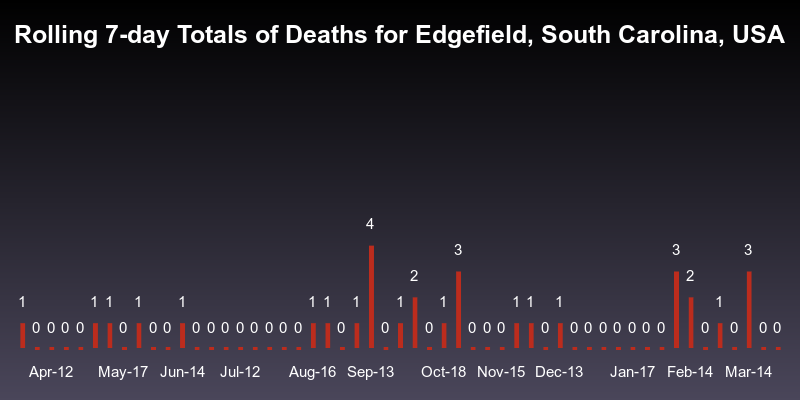 Rolling 7-day Totals of Deaths for Edgefield, South Carolina, USA
4
3 3 3
2 2
1 1 1 1 1 1 1 1 1 1 1 1 1 1
0 0 0 0 0 0 0 0 0 0 0 0 0 0 0 0 0 0 0 0 0 0 0 0 0 0 0 0 0 0 0 0 0
Apr-12 May-17 Jun-14 Jul-12 Aug-16 Sep-13 Oct-18 Nov-15 Dec-13 Jan-17 Feb-14 Mar-14